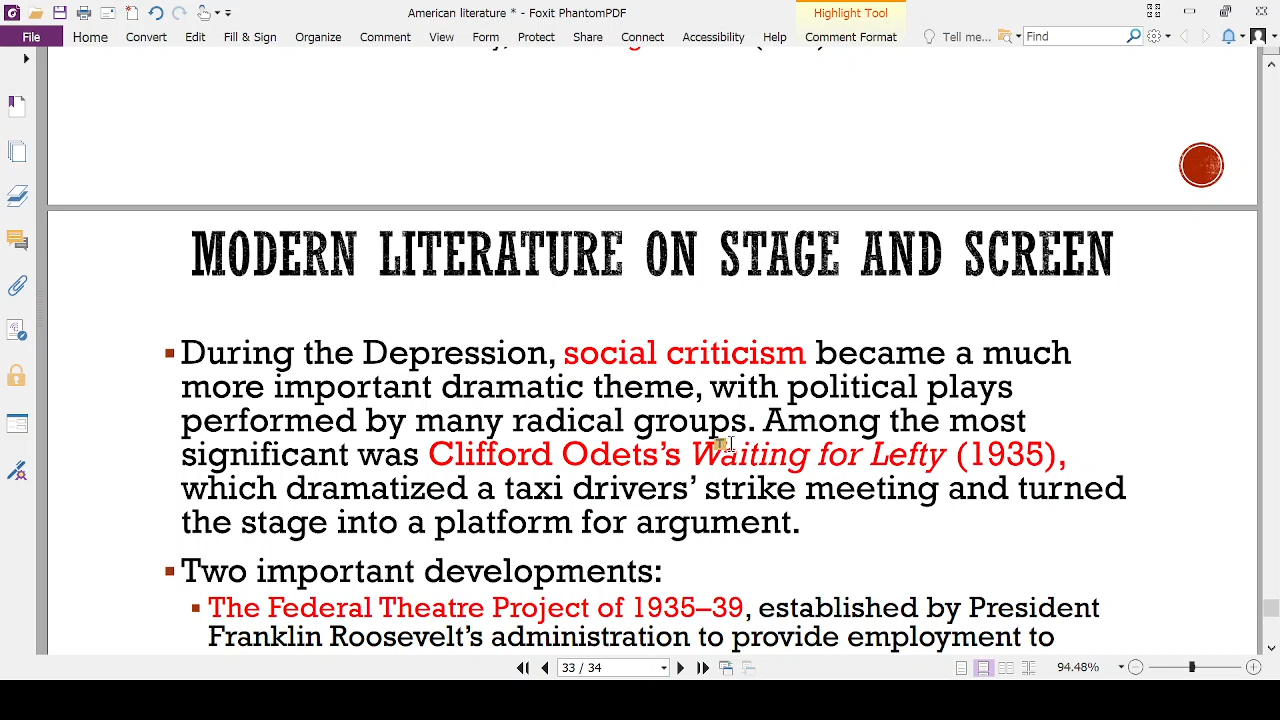 American literature * - Foxit PhantomPDF
Highlight Tool
File Home Convert Edit Fill & Sign Organize Comment View Form Protect Share Connect Accessibility Help Comment Format Tell me... Find
MODERN LITERATURE ON STAGE AND SCREEN
▪ During the Depression, social criticism became a much
more important dramatic theme, with political plays
performed by many radical groups. Among the most
significant was Clifford Odets's Waiting for Lefty (1935),
which dramatized a taxi drivers' strike meeting and turned
the stage into a platform for argument.
▪ Two important developments:
▪ The Federal Theatre Project of 1935–39, established by President
Franklin Roosevelt's administration to provide employment to
33 / 34
94.48%